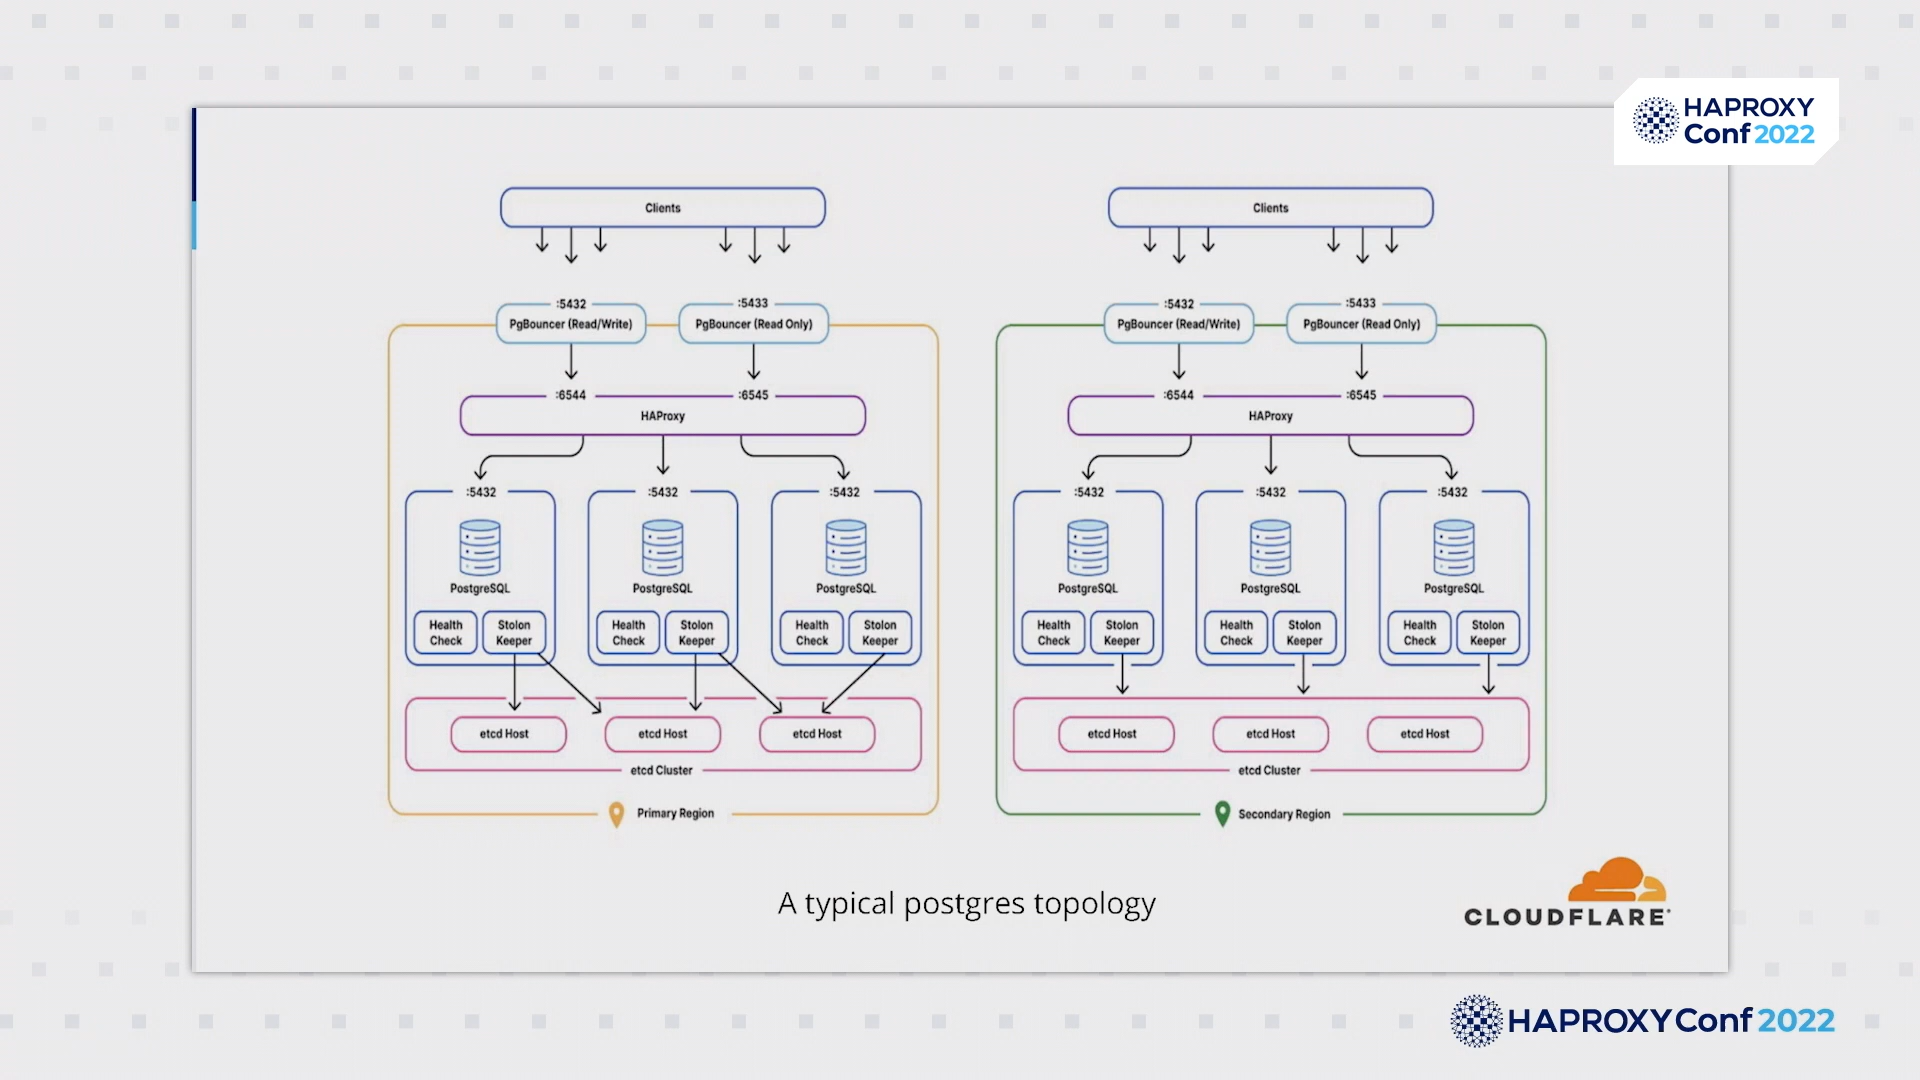 HAPROXY
Conf 2022
Clients
:5432
:5433
PgBouncer (Read/Write)
PgBouncer (Read Only)
:6544
:6545
HAProxy
:5432
:5432
:5432
PostgreSQL
PostgreSQL
PostgreSQL
Health
Check
Stolon
Keeper
Health
Check
Stolon
Keeper
Health
Check
Stolon
Keeper
etcd Host
etcd Host
etcd Host
etcd Cluster
Primary Region
Clients
:5432
:5433
PgBouncer (Read/Write)
PgBouncer (Read Only)
:6544
:6545
HAProxy
:5432
:5432
:5432
PostgreSQL
PostgreSQL
PostgreSQL
Health
Check
Stolon
Keeper
Health
Check
Stolon
Keeper
Health
Check
Stolon
Keeper
etcd Host
etcd Host
etcd Host
etcd Cluster
Secondary Region
A typical postgres topology
CLOUDFLARE
HAPROXYConf 2022